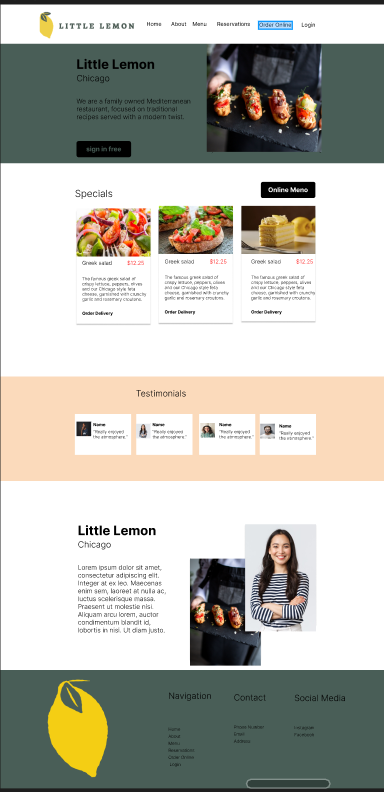 LITTLE LEMON
Home About Menu Reservations Order Online Login
Little Lemon
Chicago
We are a family owned Mediterranean
restaurant, focused on traditional
recipes served with a modern twist.
sign in free
Specials
Online Meno
Greek salad $12.25
The famous greek salad of
crispy lettuce, peppers, olives
and our Chicago style feta
cheese, garnished with crunchy
garlic and rosemary croutons.
Order Delivery
Greek salad $12.25
The famous greek salad of
crispy lettuce, peppers, olives
and our Chicago style feta
cheese, garnished with crunchy
garlic and rosemary croutons.
Order Delivery
Greek salad $12.25
The famous greek salad of
crispy lettuce, peppers, olives
and our Chicago style feta
cheese, garnished with crunchy
garlic and rosemary croutons.
Order Delivery
Testimonials
Name
"Really enjoyed
the atmosphere."
Name
"Really enjoyed
the atmosphere."
Name
"Really enjoyed
the atmosphere."
Name
"Really enjoyed
the atmosphere."
Little Lemon
Chicago
Lorem ipsum dolor sit amet,
consectetur adipiscing elit.
Integer at ex leo. Maecenas
enim sem, laoreet at nulla ac,
luctus scelerisque massa.
Praesent ut molestie nisi.
Aliquam arcu lorem, auctor
condimentum blandit id,
lobortis in nisi. Ut diam justo.
Navigation
Home
About
Menu
Reservations
Order Online
Login
Contact
Phone Number
Email
Address
Social Media
Instagram
Facebook